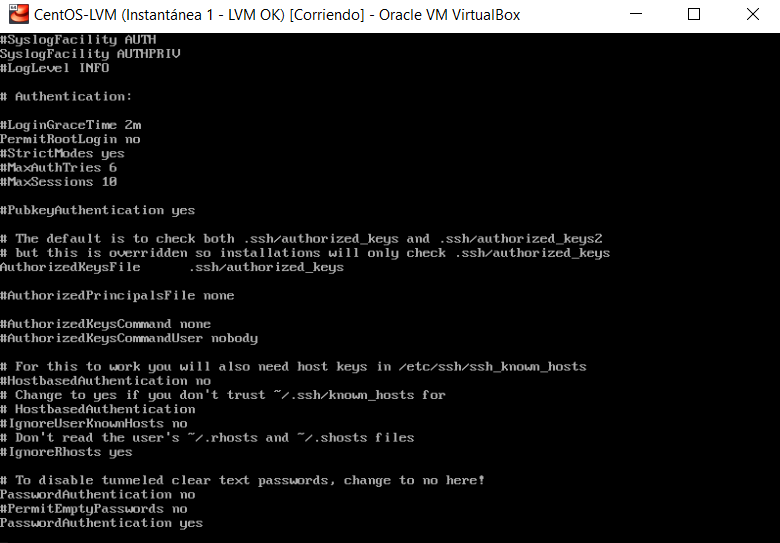 CentOS-LVM (Instantánea 1 - LVM OK) [Corriendo] - Oracle VM VirtualBox
#SyslogFacility AUTH
SyslogFacility AUTHPRIV
#LogLevel INFO
# Authentication:
#LoginGraceTime 2m
PermitRootLogin no
#StrictModes yes
#MaxAuthTries 6
#MaxSessions 10
#PubkeyAuthentication yes
# The default is to check both .ssh/authorized_keys and .ssh/authorized_keys2
# but this is overridden so installations will only check .ssh/authorized_keys
AuthorizedKeysFile      .ssh/authorized_keys
#AuthorizedPrincipalsFile none
#AuthorizedKeysCommand none
#AuthorizedKeysCommandUser nobody
# For this to work you will also need host keys in /etc/ssh/ssh_known_hosts
#HostbasedAuthentication no
# Change to yes if you don't trust ~/.ssh/known_hosts for
# HostbasedAuthentication
#IgnoreUserKnownHosts no
# Don't read the user's ~/.rhosts and ~/.shosts files
#IgnoreRhosts yes
# To disable tunneled clear text passwords, change to no here!
PasswordAuthentication no
#PermitEmptyPasswords no
PasswordAuthentication yes